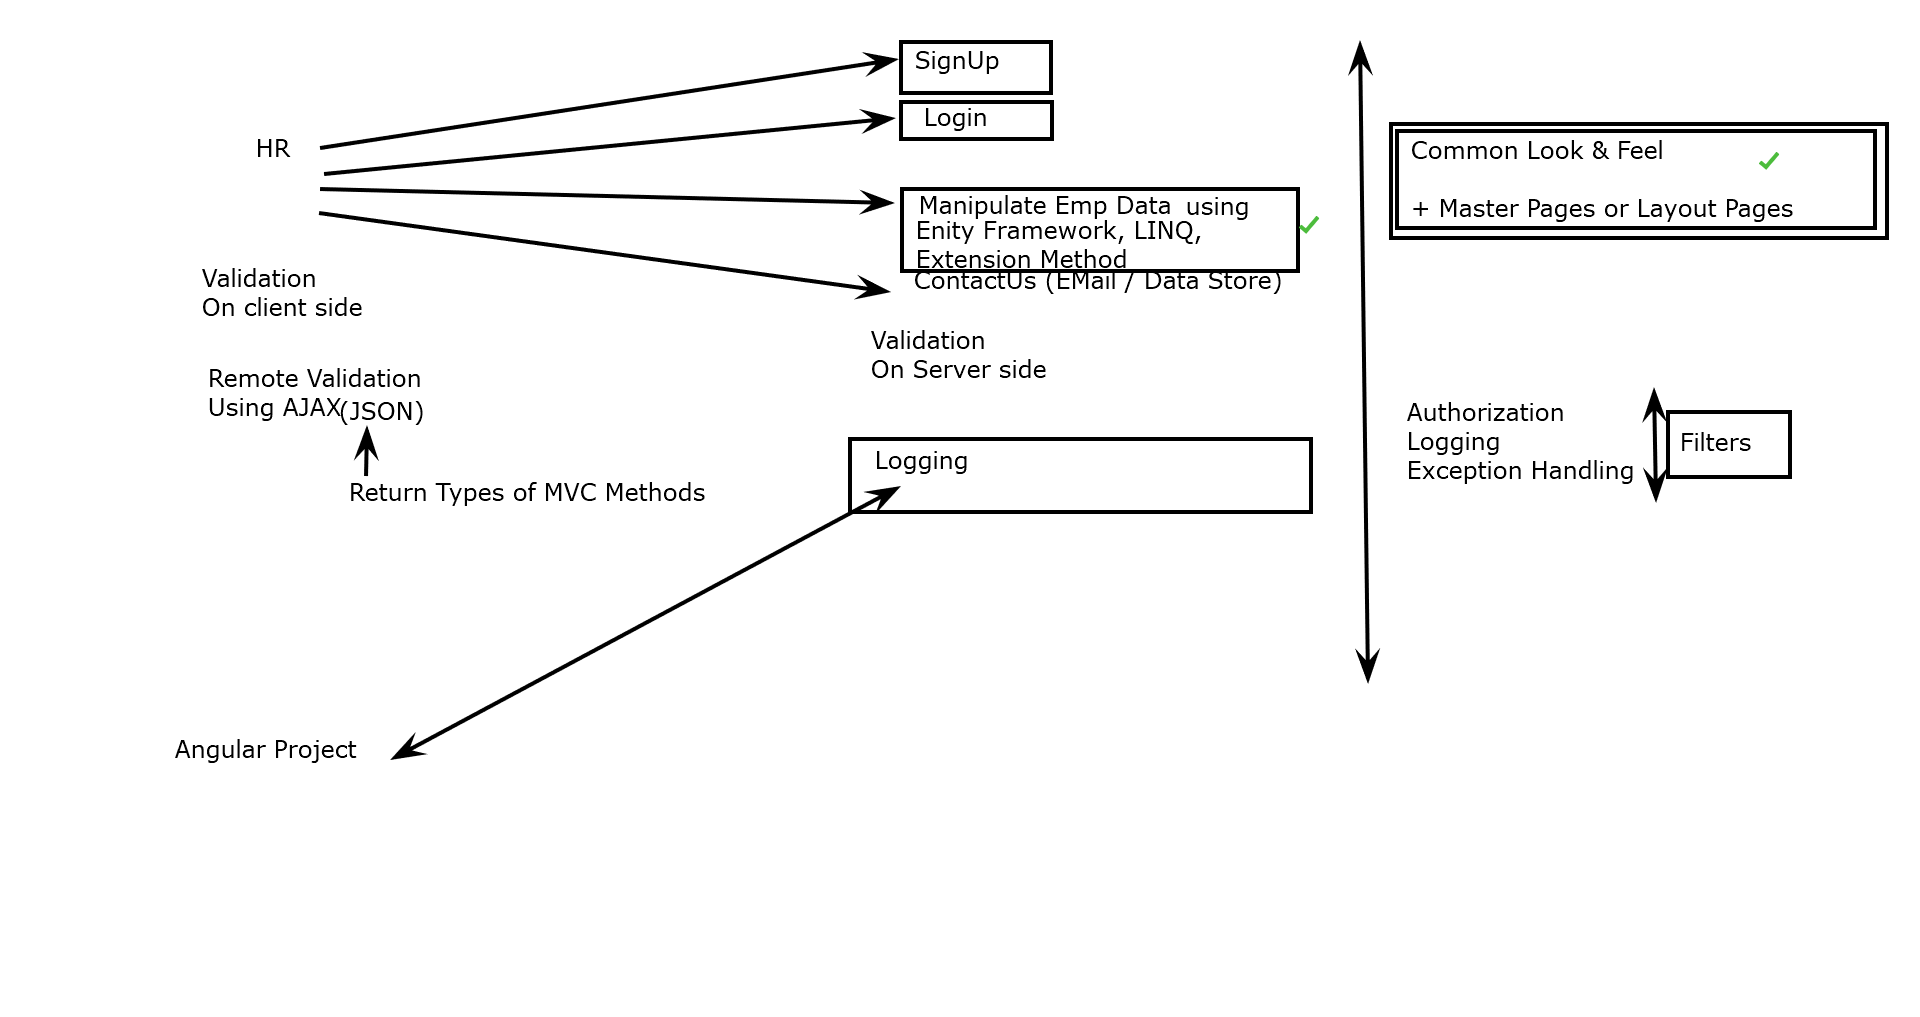 SignUp
Login
HR
Manipulate Emp Data using
Enity Framework, LINQ,
Extension Method
ContactUs (EMail / Data Store)
Common Look & Feel
+ Master Pages or Layout Pages
Validation
On client side
Validation
On Server side
Remote Validation
Using AJAX(JSON)
Return Types of MVC Methods
Logging
Authorization
Logging
Exception Handling
Filters
Angular Project